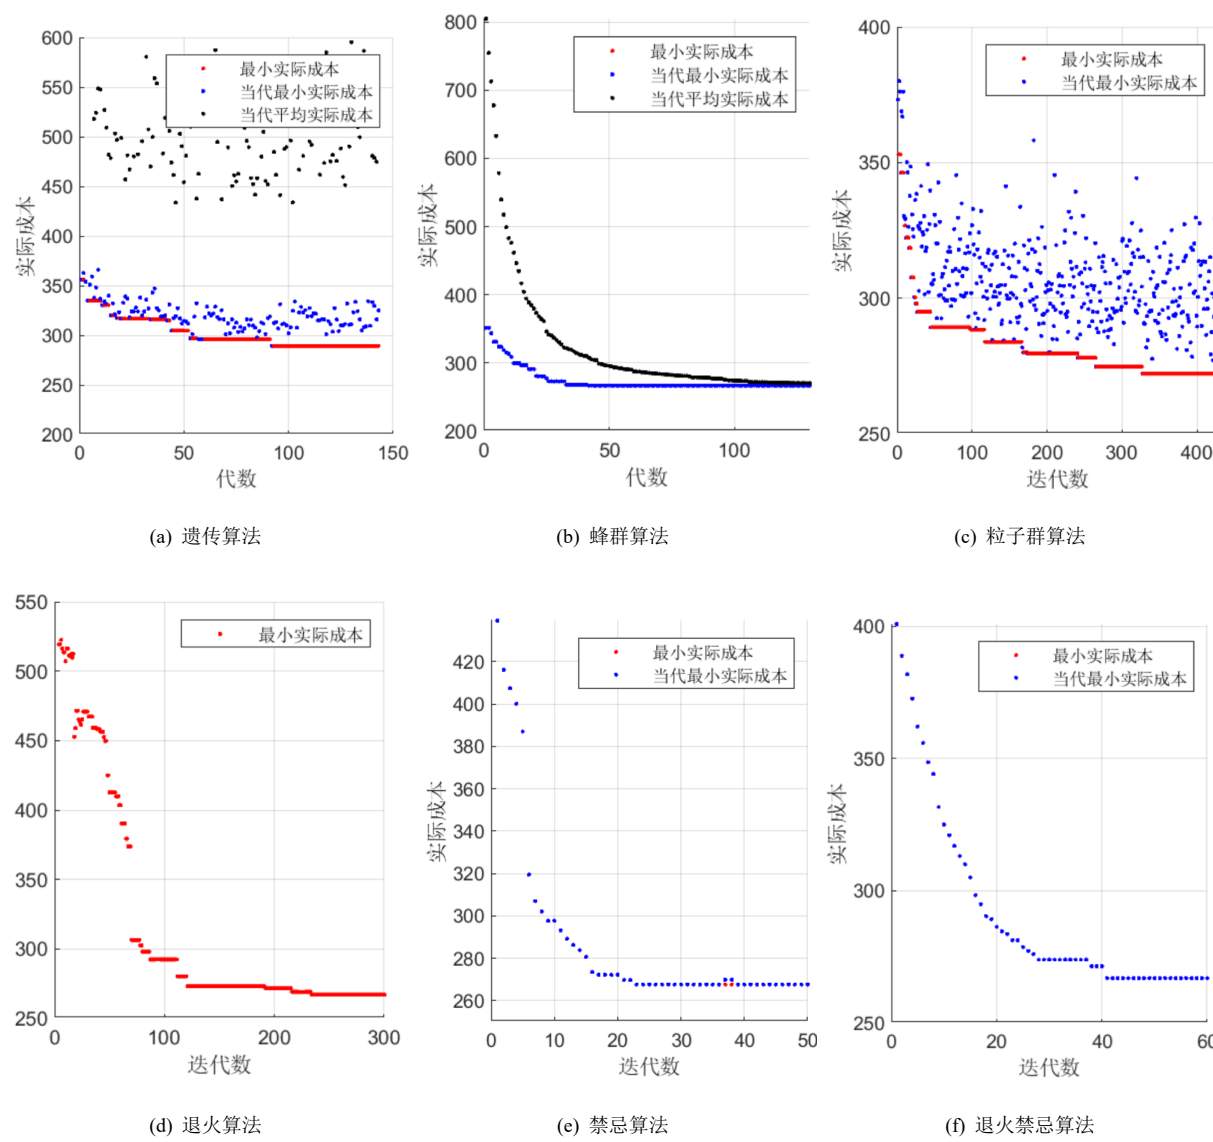 600
550
500
450
400
350
300
250
200
0
50
100
150
实际成本
代数
最小实际成本
当代最小实际成本
当代平均实际成本
(a) 遗传算法
800
700
600
500
400
300
200
0
50
100
实际成本
代数
最小实际成本
当代最小实际成本
当代平均实际成本
(b) 蜂群算法
400
350
300
250
0
100
200
300
400
实际成本
迭代数
最小实际成本
当代最小实际成本
(c) 粒子群算法
550
500
450
400
350
300
250
0
100
200
300
实际成本
迭代数
最小实际成本
(d) 退火算法
420
400
380
360
340
320
300
280
260
0
10
20
30
40
50
实际成本
迭代数
最小实际成本
当代最小实际成本
(e) 禁忌算法
400
350
300
250
0
20
40
60
实际成本
迭代数
最小实际成本
当代最小实际成本
(f) 退火禁忌算法